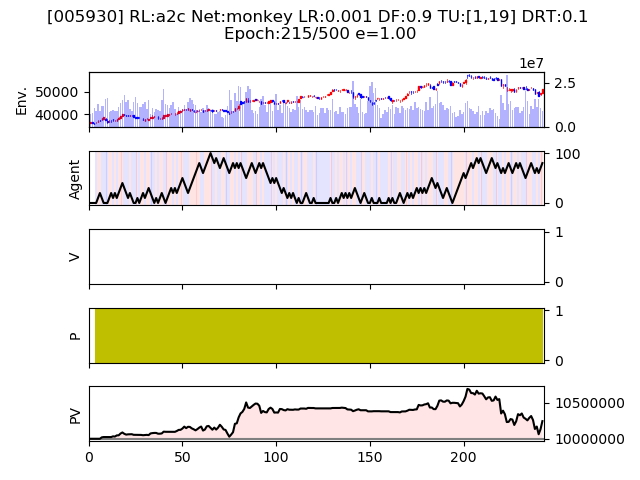 [005930] RL:a2c Net:monkey LR:0.001 DF:0.9 TU:[1,19] DRT:0.1
Epoch:215/500 e=1.00
1e7
Env.
50000
40000
2.5
0.0
Agent
100
0
V
1
0
P
1
0
PV
10500000
10000000
0 50 100 150 200